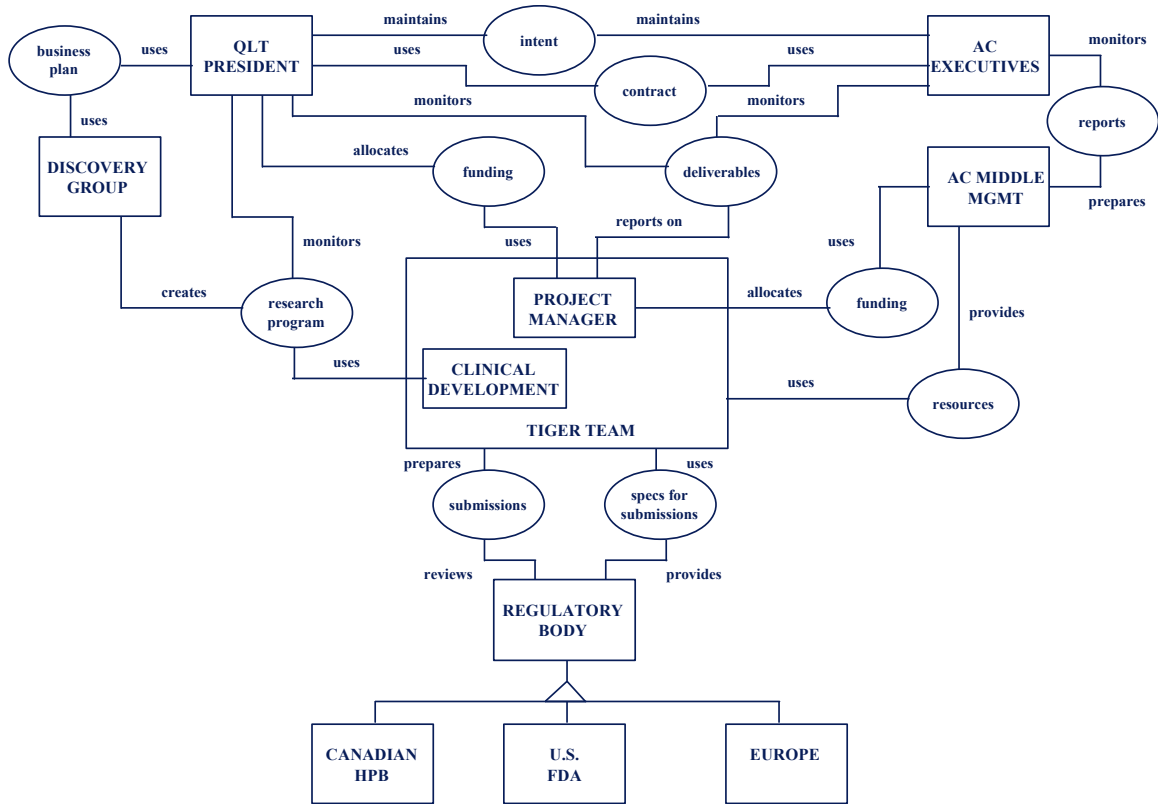 maintains
maintains
business
plan
uses
QLT
PRESIDENT
intent
uses
uses
AC
EXECUTIVES
monitors
contract
monitors
monitors
uses
reports
DISCOVERY
GROUP
allocates
funding
deliverables
AC MIDDLE
MGMT
prepares
reports on
uses
uses
monitors
creates
research
program
PROJECT
MANAGER
allocates
funding
provides
uses
CLINICAL
DEVELOPMENT
uses
resources
TIGER TEAM
prepares
uses
submissions
specs for
submissions
reviews
provides
REGULATORY
BODY
CANADIAN
HPB
U.S.
FDA
EUROPE